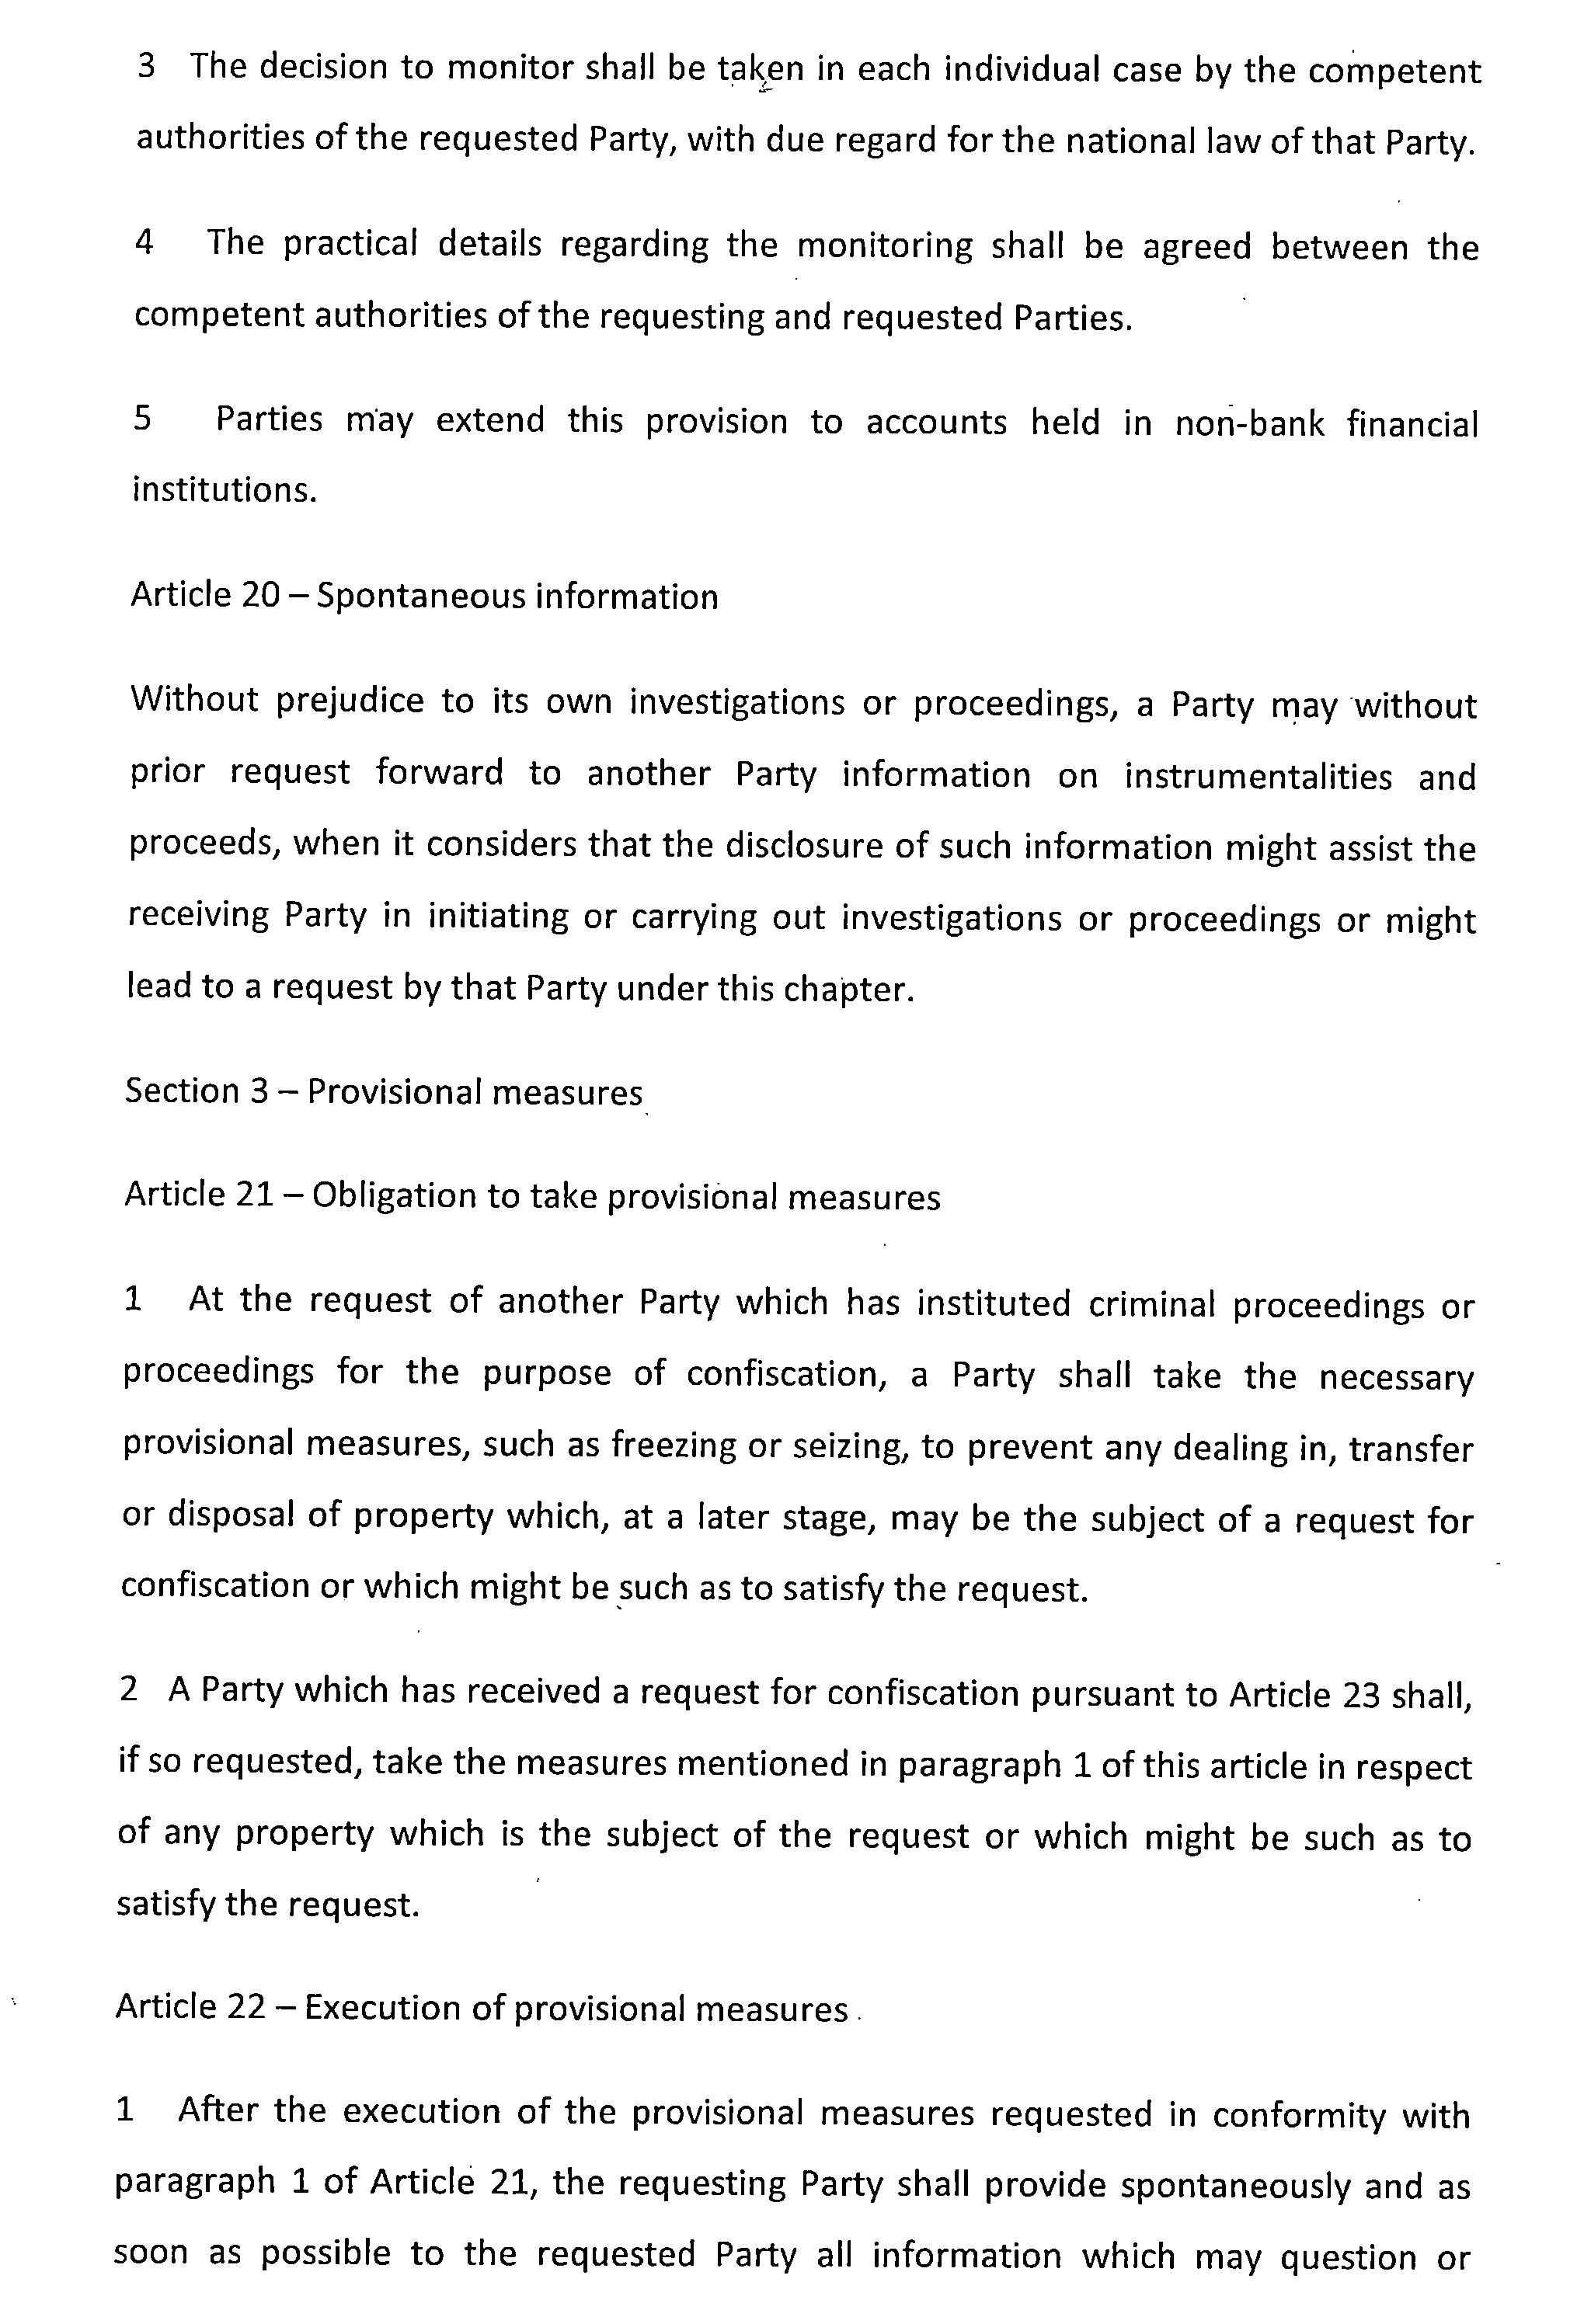 3 The decision to monitor shall be taken in each individual case by the competent
authorities of the requested Party, with due regard for the national law of that Party.
4 The practical details regarding the monitoring shall be agreed between the
competent authorities of the requesting and requested Parties.
5 Parties may extend this provision to accounts held in non-bank financial
institutions.
Article 20 – Spontaneous information
Without prejudice to its own investigations or proceedings, a Party may without
prior request forward to another Party information on instrumentalities and
proceeds, when it considers that the disclosure of such information might assist the
receiving Party in initiating or carrying out investigations or proceedings or might
lead to a request by that Party under this chapter.
Section 3 – Provisional measures
Article 21 – Obligation to take provisional measures
1 At the request of another Party which has instituted criminal proceedings or
proceedings for the purpose of confiscation, a Party shall take the necessary
provisional measures, such as freezing or seizing, to prevent any dealing in, transfer
or disposal of property which, at a later stage, may be the subject of a request for
confiscation or which might be such as to satisfy the request.
2 A Party which has received a request for confiscation pursuant to Article 23 shall,
if so requested, take the measures mentioned in paragraph 1 of this article in respect
of any property which is the subject of the request or which might be such as to
satisfy the request.
Article 22 – Execution of provisional measures
1 After the execution of the provisional measures requested in conformity with
paragraph 1 of Article 21, the requesting Party shall provide spontaneously and as
soon as possible to the requested Party all information which may question or